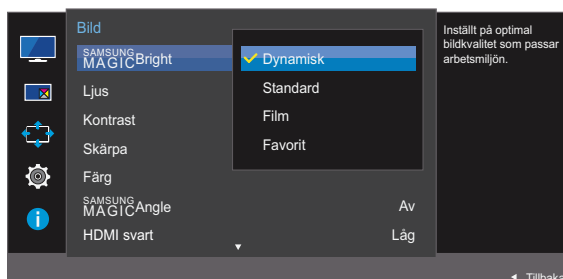 Bild
SAMSUNG
MAGICBright
Ljus
Kontrast
Skärpa
Färg
SAMSUNG
MAGICAngle Av
HDMI svart Låg
Dynamisk
Standard
Film
Favorit
Inställt på optimal
bildkvalitet som passar
arbetsmiljön.
Tillbaka